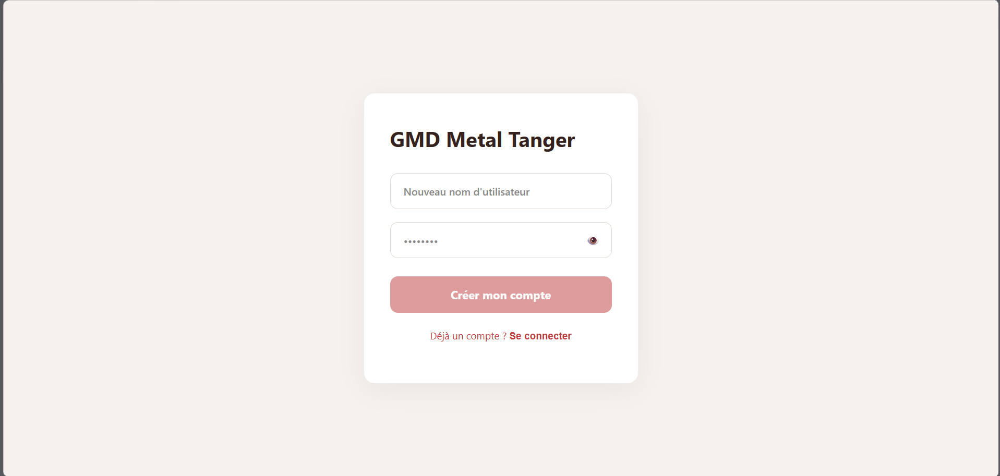 GMD Metal Tanger
Nouveau nom d'utilisateur
••••••••
Créer mon compte
Déjà un compte ? Se connecter